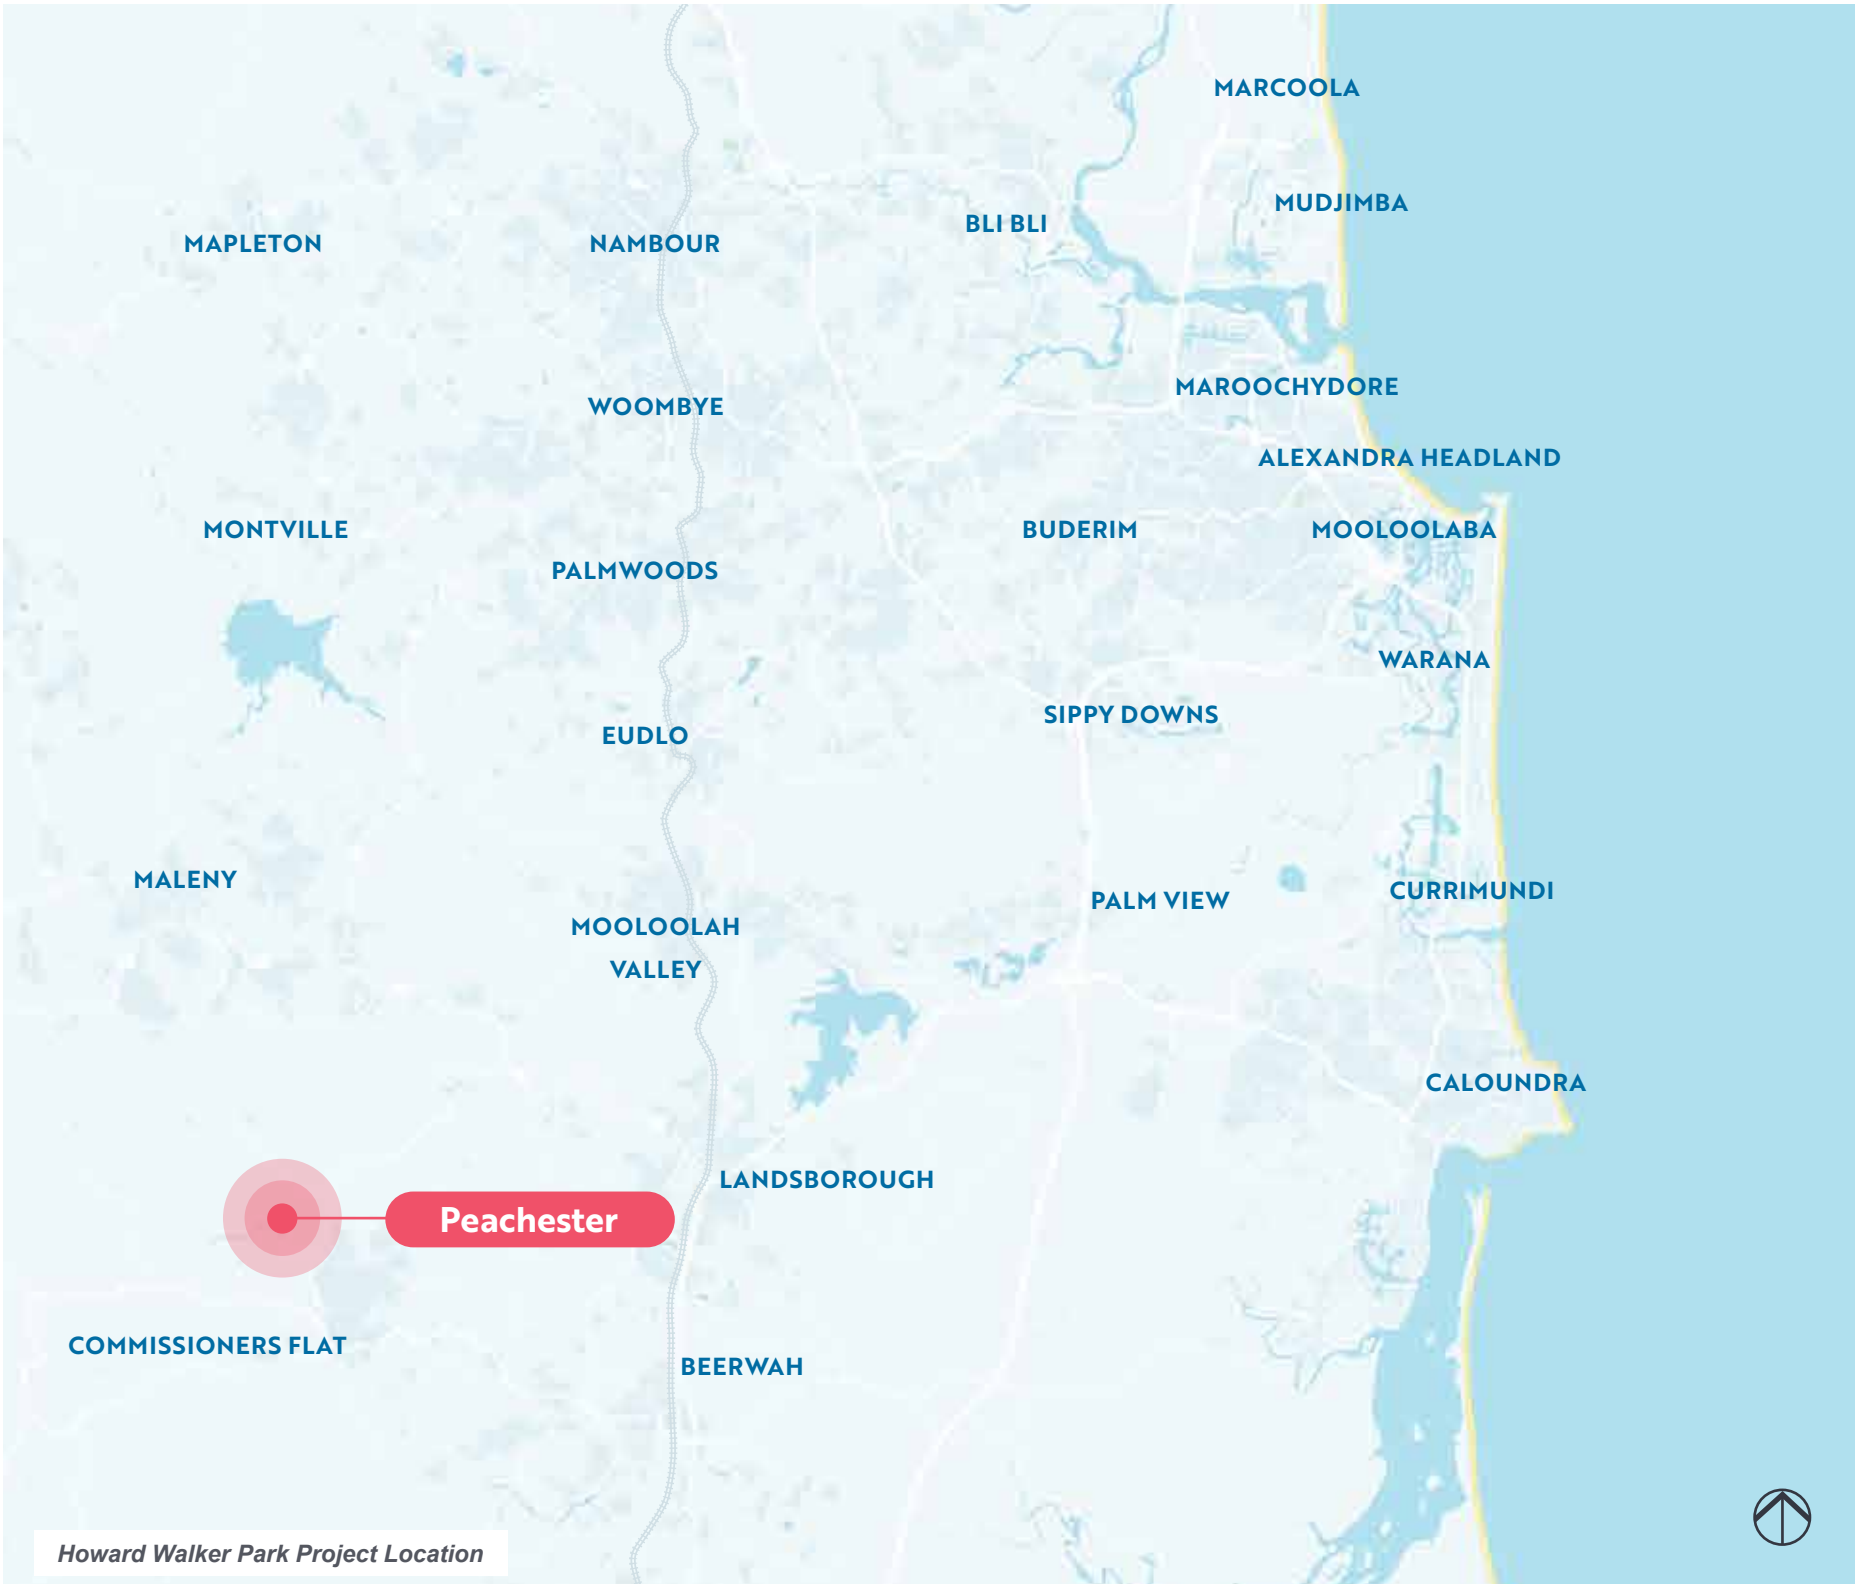 MARCOOLA
MUDJIMBA
BLI BLI
MAPLETON
NAMBOUR
MAROOCHYDORE
WOOMBYE
ALEXANDRA HEADLAND
MONTVILLE
BUDERIM
MOOLOOLABA
PALMWOODS
WARANA
SIPPY DOWNS
EUDLO
MALENY
CURRIMUNDI
PALM VIEW
MOOLOOLAH
VALLEY
CALOUNDRA
LANDSBOROUGH
Peachester
COMMISSIONERS FLAT
BEERWAH
Howard Walker Park Project Location